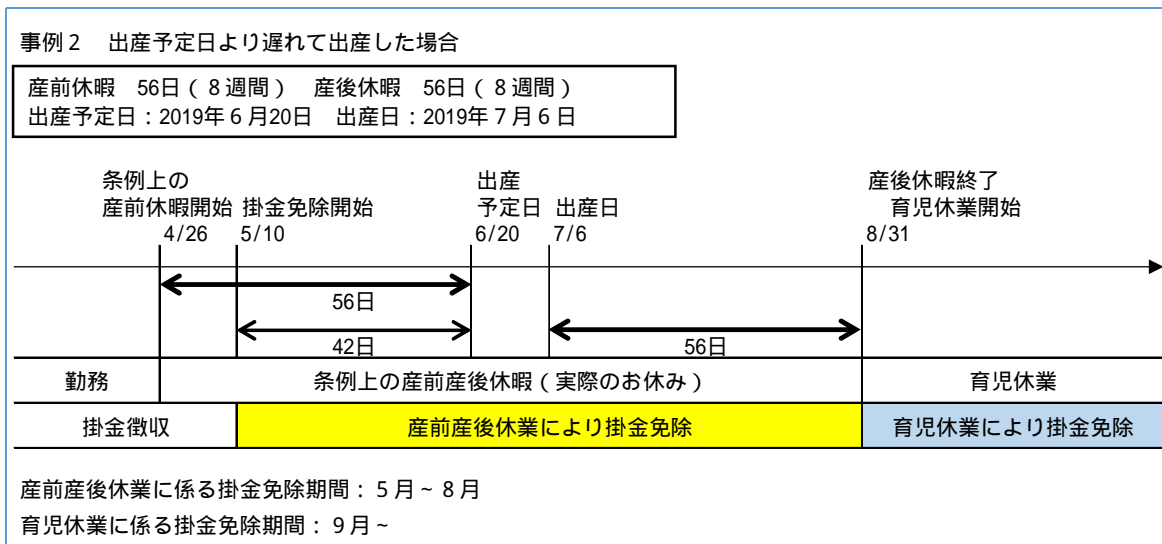 事例2 出産予定日より遅れて出産した場合
産前休暇 56日(8週間) 産後休暇 56日(8週間)
出産予定日:2019年6月20日 出産日:2019年7月6日
条例上の
産前休暇開始
4/26
掛金免除開始
5/10
出産
予定日
6/20
出産日
7/6
産後休暇終了
育児休業開始
8/31
56日
42日
56日
勤務 条例上の産前産後休暇(実際のお休み) 育児休業
掛金徴収 産前産後休業により掛金免除 育児休業により掛金免除
産前産後休業に係る掛金免除期間:5月~8月
育児休業に係る掛金免除期間:9月~